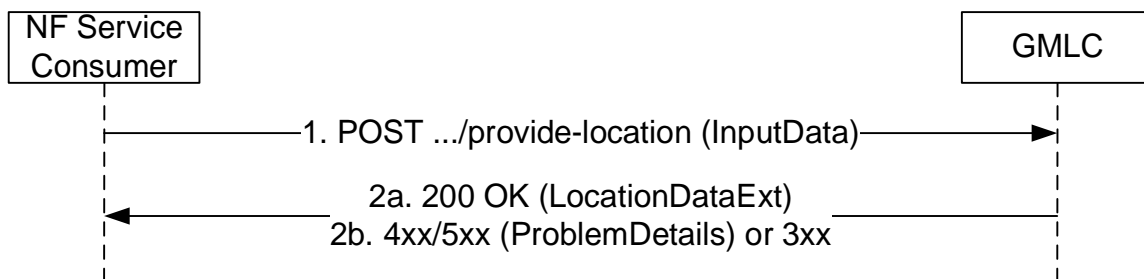 NF Service
Consumer
GMLC
1. POST .../provide-location (InputData)
2a. 200 OK (LocationDataExt)
2b. 4xx/5xx (ProblemDetails) or 3xx